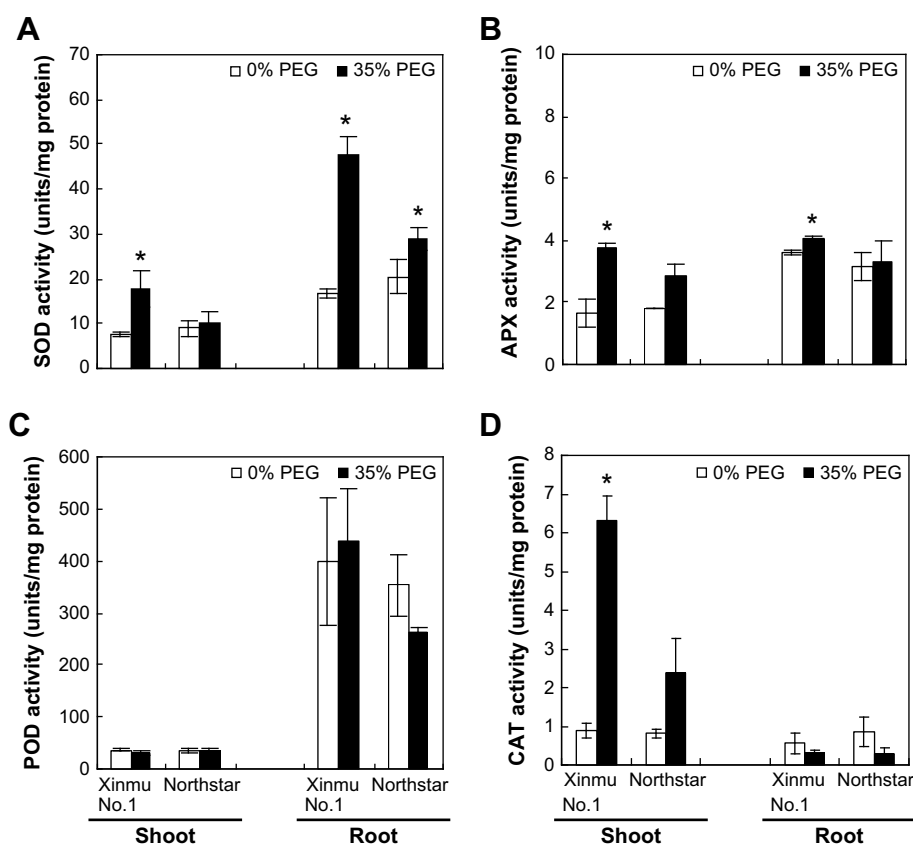 A
SOD activity (units/mg protein)
70
60
50
40
30
20
10
0
0% PEG 35% PEG
*
*
*
B
APX activity (units/mg protein)
10
8
6
4
2
0
0% PEG 35% PEG
*
*
C
POD activity (units/mg protein)
600
500
400
300
200
100
0
0% PEG 35% PEG
Xinmu Northstar Xinmu Northstar
No.1 No.1
Shoot Root
D
CAT activity (units/mg protein)
8
7
6
5
4
3
2
1
0
0% PEG 35% PEG
*
Xinmu Northstar Xinmu Northstar
No.1 No.1
Shoot Root